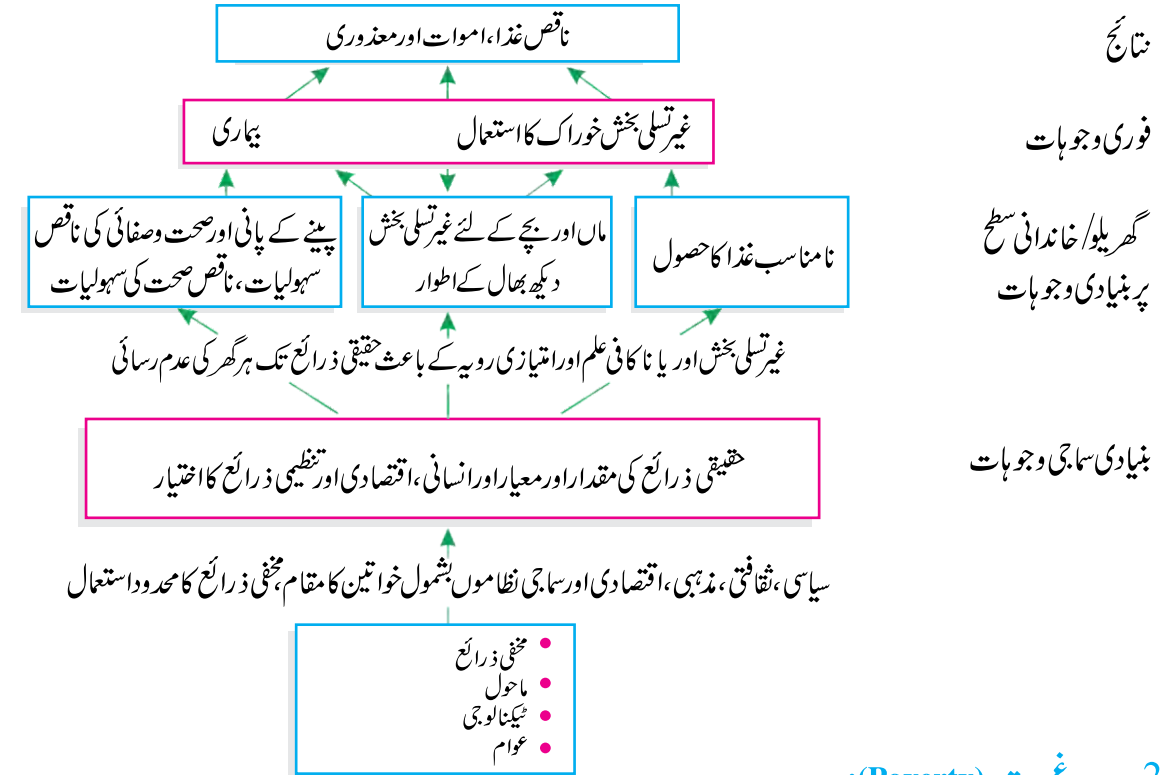 نتائج
ناقص غذا، اموات اور معذوری
فوری وجوہات
غیر تسلی بخش خوراک کا استعمال
بیماری
گھریلو/ خاندانی سطح
پر بنیادی وجوہات
نا مناسب غذا کا حصول
ماں اور بچے کے لئے غیر تسلی بخش
دیکھ بھال کے اطوار
پینے کے پانی اور صحت وصفائی کی ناقص
سہولیات، ناقص صحت کی سہولیات
غیر تسلی بخش اور یا نا کافی علم اور امتیازی رویہ کے باعث حقیقی ذرائع تک ہر گھر کی عدم رسائی
بنیادی سماجی وجوہات
حقیقی ذرائع کی مقدار اور معیار اور انسانی، اقتصادی اور تنظیمی ذرائع کا اختیار
سیاسی، ثقافتی، مذہبی، اقتصادی اور سماجی نظاموں بشمول خواتین کا مقام، مخفی ذرائع کا محدود استعمال
• مخفی ذرائع
• ماحول
• ٹیکنالوجی
• عوام